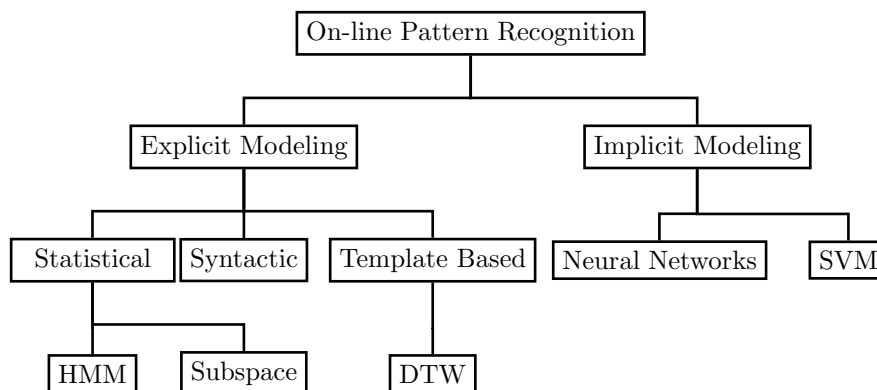 On-line Pattern Recognition
Explicit Modeling
Implicit Modeling
Statistical
Syntactic
Template Based
Neural Networks
SVM
HMM
Subspace
DTW